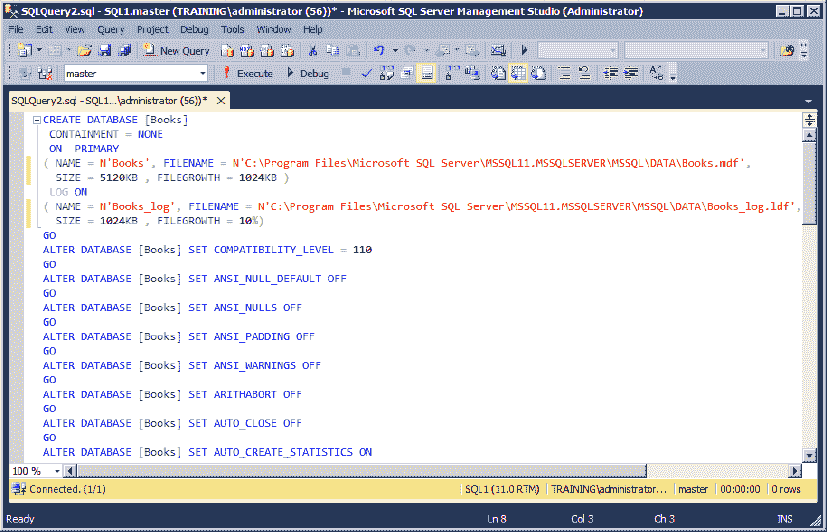 SQLQuery2.sql - SQL1.master (TRAINING\administrator (56))* - Microsoft SQL Server Management Studio (Administrator)
File Edit View Query Project Debug Tools Window Help
New Query
master Execute Debug
SQLQuery2.sql - SQL1...\administrator (56))*
CREATE DATABASE [Books]
CONTAINMENT = NONE
ON PRIMARY
( NAME = N'Books', FILENAME = N'C:\Program Files\Microsoft SQL Server\MSSQL11.MSSQLSERVER\MSSQL\DATA\Books.mdf',
SIZE = 5120KB , FILEGROWTH = 1024KB )
LOG ON
( NAME = N'Books_log', FILENAME = N'C:\Program Files\Microsoft SQL Server\MSSQL11.MSSQLSERVER\MSSQL\DATA\Books_log.ldf',
SIZE = 1024KB , FILEGROWTH = 10%)
GO
ALTER DATABASE [Books] SET COMPATIBILITY_LEVEL = 110
GO
ALTER DATABASE [Books] SET ANSI_NULL_DEFAULT OFF
GO
ALTER DATABASE [Books] SET ANSI_NULLS OFF
GO
ALTER DATABASE [Books] SET ANSI_PADDING OFF
GO
ALTER DATABASE [Books] SET ANSI_WARNINGS OFF
GO
ALTER DATABASE [Books] SET ARITHABORT OFF
GO
ALTER DATABASE [Books] SET AUTO_CLOSE OFF
GO
ALTER DATABASE [Books] SET AUTO_CREATE_STATISTICS ON
100 %
Connected. (1/1) SQL1 (11.0 RTM) TRAINING\administrator... master 00:00:00 0 rows
Ready Ln 8 Col 3 Ch 3 INS